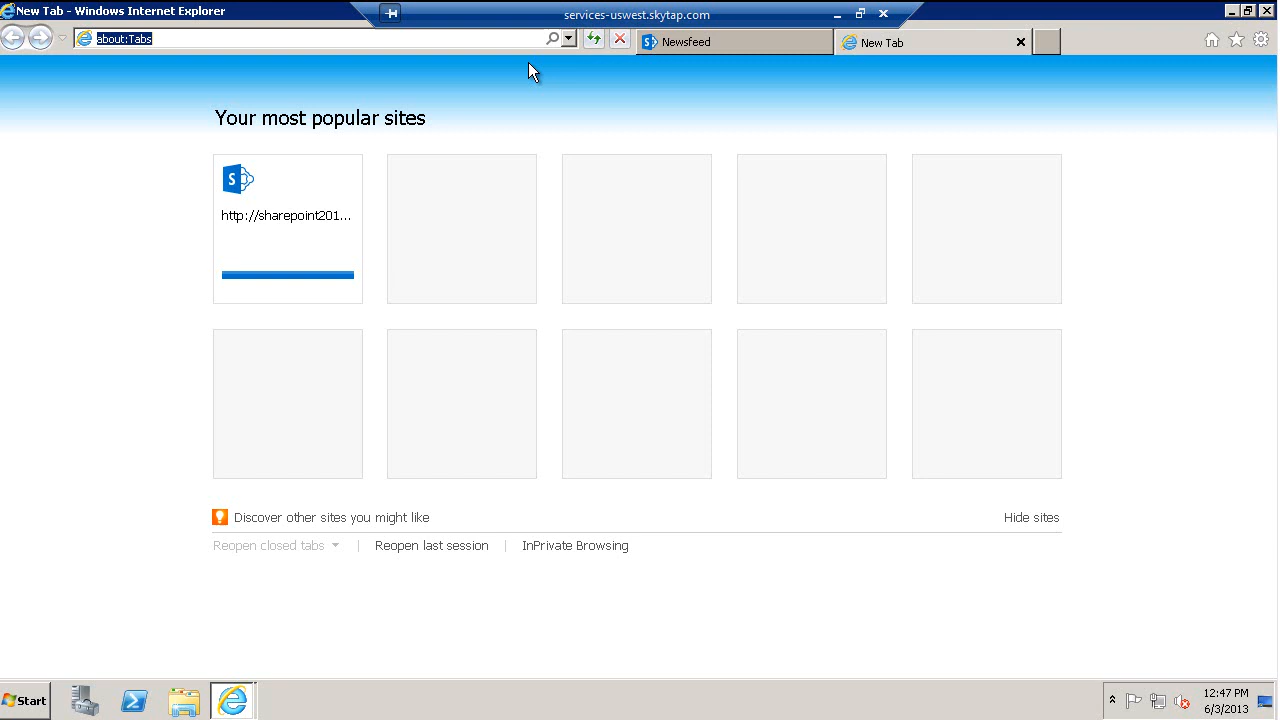 New Tab - Windows Internet Explorer
services-uswest.skytap.com
about:Tabs
Newsfeed
New Tab
Your most popular sites
S
http://sharepoint201...
Discover other sites you might like
Hide sites
Reopen closed tabs
Reopen last session
InPrivate Browsing
Start
12:47 PM
6/3/2013